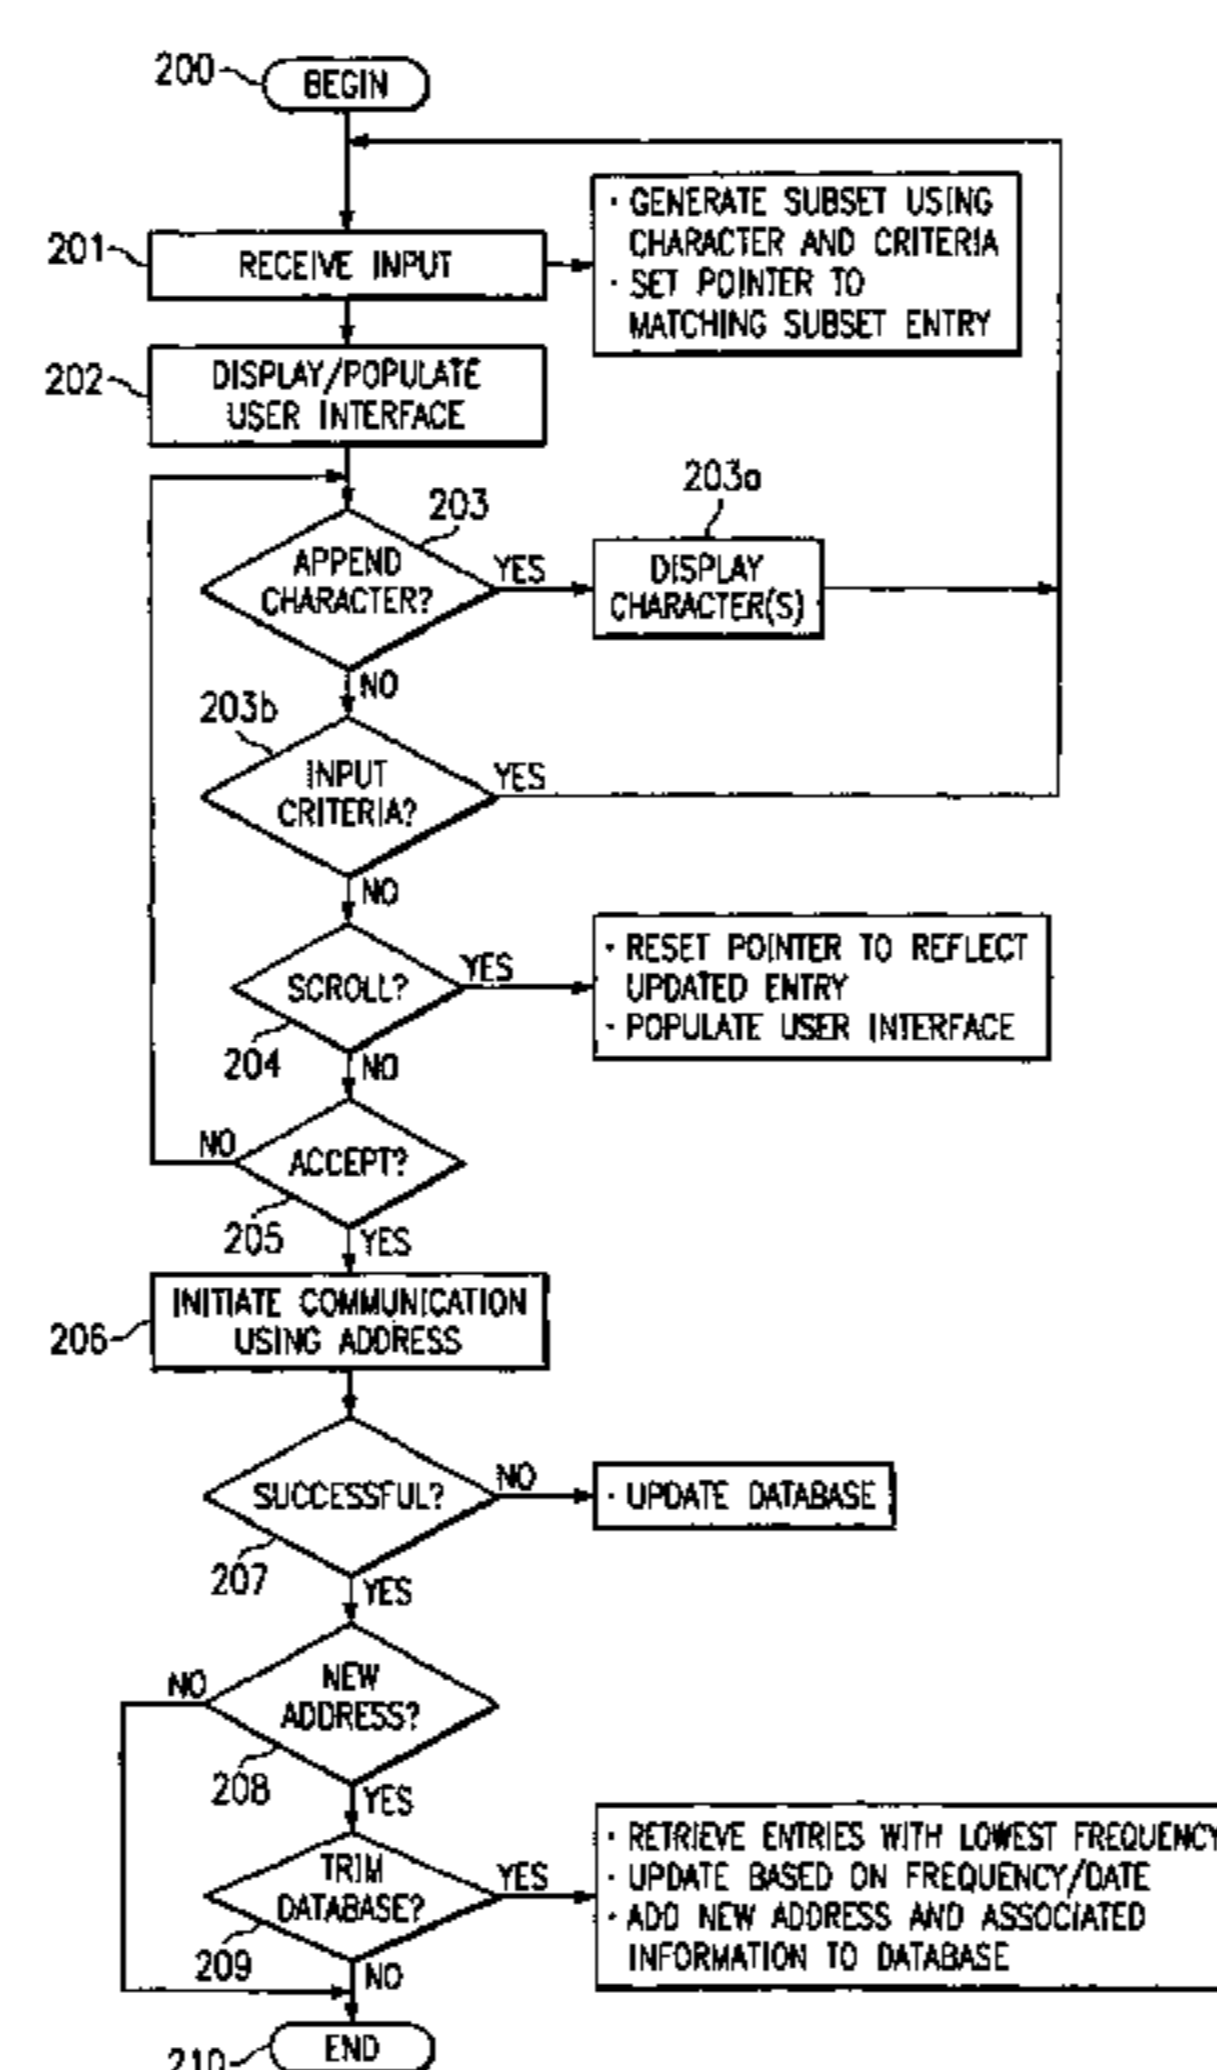 200
BEGIN
201
RECEIVE INPUT
· GENERATE SUBSET USING
CHARACTER AND CRITERIA
· SET POINTER TO
MATCHING SUBSET ENTRY
202
DISPLAY/POPULATE
USER INTERFACE
203
APPEND
CHARACTER?
YES
203a
DISPLAY
CHARACTER(S)
NO
203b
INPUT
CRITERIA?
YES
NO
SCROLL?
204
YES
· RESET POINTER TO REFLECT
UPDATED ENTRY
· POPULATE USER INTERFACE
NO
NO
ACCEPT?
205
YES
206
INITIATE COMMUNICATION
USING ADDRESS
SUCCESSFUL?
207
NO
· UPDATE DATABASE
YES
NO
NEW
ADDRESS?
208
YES
TRIM
DATABASE?
209
YES
· RETRIEVE ENTRIES WITH LOWEST FREQUENCY
· UPDATE BASED ON FREQUENCY/DATE
· ADD NEW ADDRESS AND ASSOCIATED
INFORMATION TO DATABASE
NO
210
END